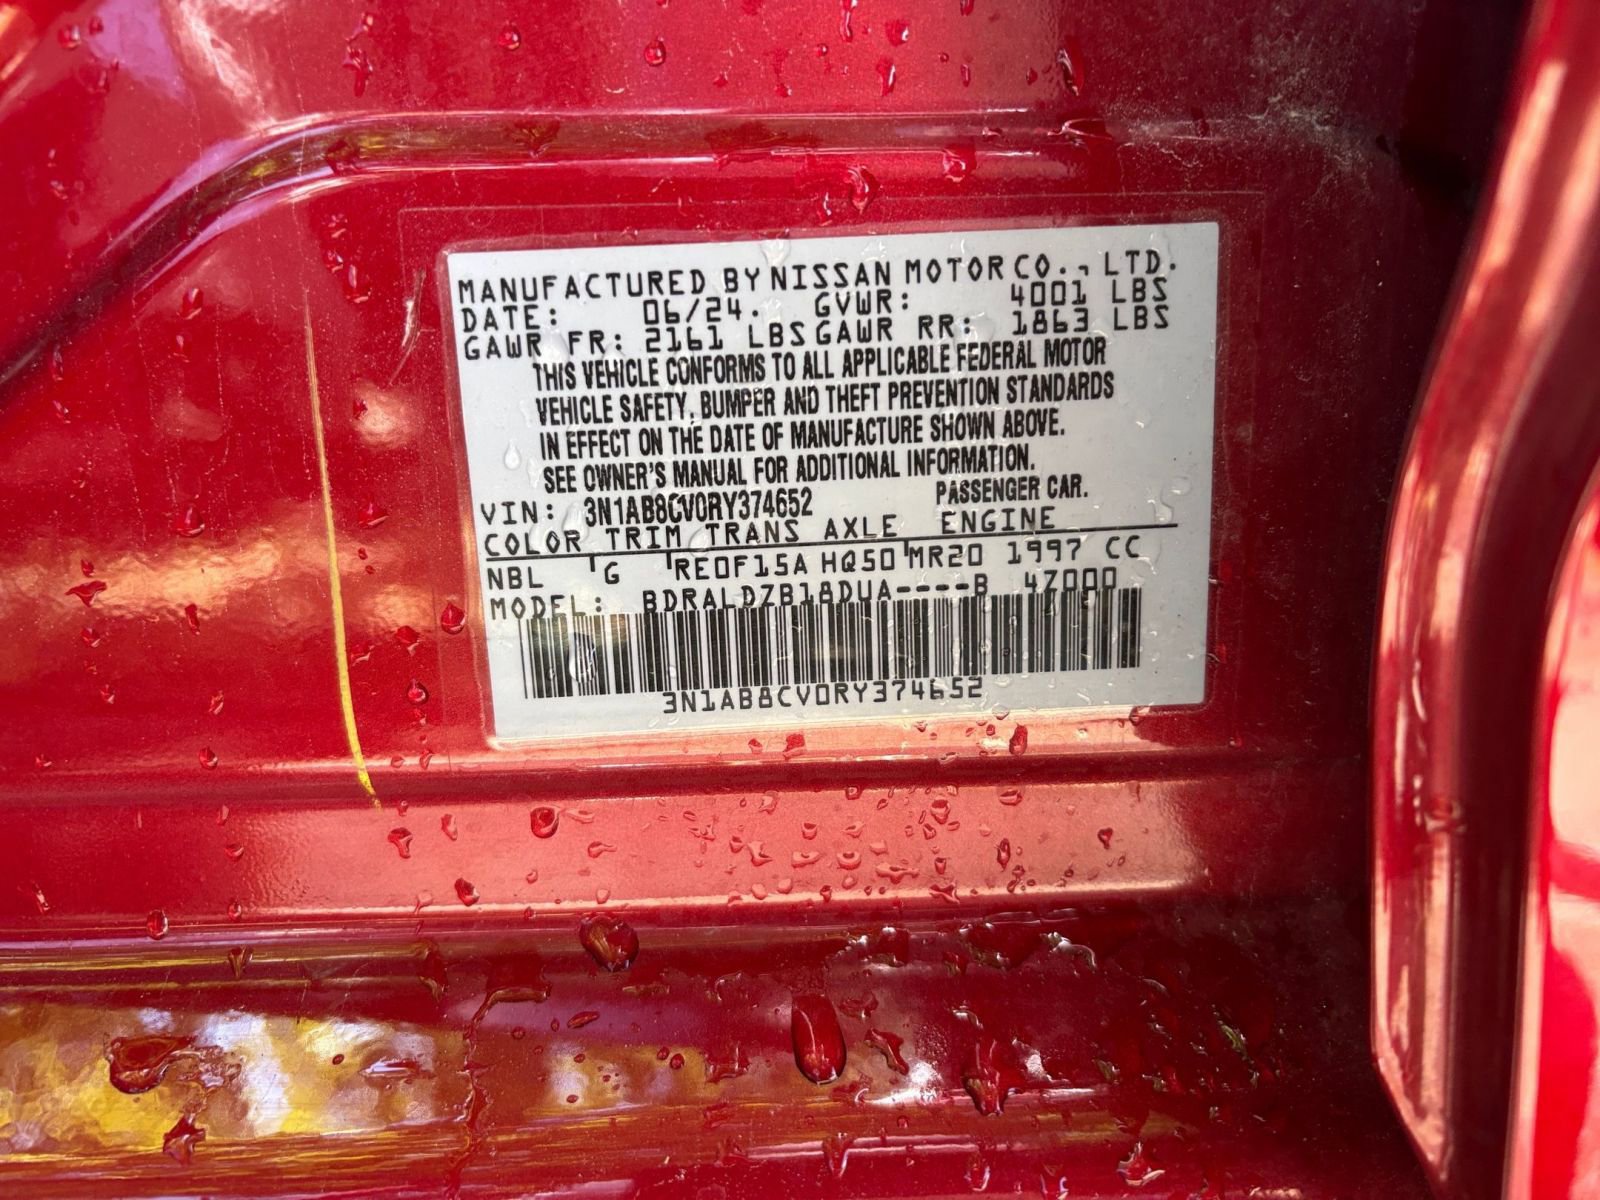 MANUFACTURED BY NISSAN MOTOR CO., LTD.
DATE: 06/24. GVWR: 4001 LBS
GAWR FR: 2161 LBS GAWR RR: 1863 LBS
THIS VEHICLE CONFORMS TO ALL APPLICABLE FEDERAL MOTOR
VEHICLE SAFETY, BUMPER AND THEFT PREVENTION STANDARDS
IN EFFECT ON THE DATE OF MANUFACTURE SHOWN ABOVE.
SEE OWNER'S MANUAL FOR ADDITIONAL INFORMATION.
VIN: 3N1AB8CV0RY374652 PASSENGER CAR.
COLOR TRIM TRANS AXLE ENGINE
NBL G RE0F15A HQ50 MR20 1997 CC
MODEL: BDRALDZB18DUA----B 47000
3N1AB8CV0RY374652